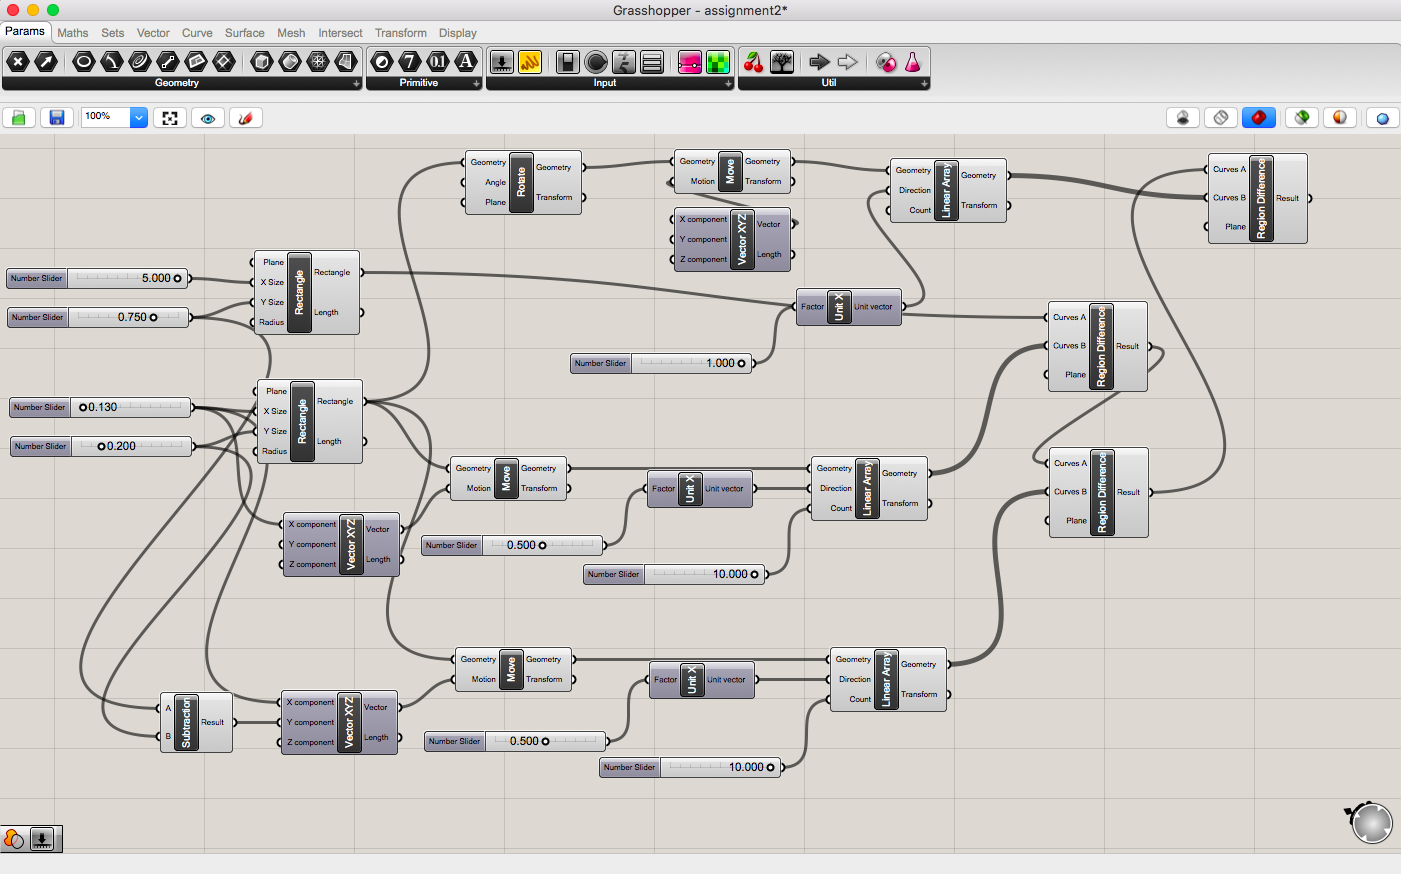 Grasshopper - assignment2*
Params Maths Sets Vector Curve Surface Mesh Intersect Transform Display
7 0.1 A
Geometry Primitive Input Util
100%
Geometry Geometry
Angle Rotate
Plane Transform
Geometry Move Geometry
Motion Transform
X component Vector XYZ Vector
Y component
Z component Length
Geometry Linear Array Geometry
Direction
Count Transform
Curves A Region Difference
Curves B Result
Plane
Number Slider 5.000
Number Slider 0.750
Plane Rectangle Rectangle
X Size
Y Size
Radius Length
Factor Unit X Unit vector
Number Slider 1.000
Curves A Region Difference
Curves B Result
Plane
Number Slider 0.130
Number Slider 0.200
Plane Rectangle Rectangle
X Size
Y Size
Radius Length
Geometry Move Geometry
Motion Transform
Factor Unit X Unit vector
Geometry Linear Array Geometry
Direction
Count Transform
Curves A Region Difference
Curves B Result
Plane
X component Vector XYZ Vector
Y component
Z component Length
Number Slider 0.500
Number Slider 10.000
Geometry Move Geometry
Motion Transform
Factor Unit X Unit vector
Geometry Linear Array Geometry
Direction
Count Transform
A Subtraction Result
B
X component Vector XYZ Vector
Y component
Z component Length
Number Slider 0.500
Number Slider 10.000